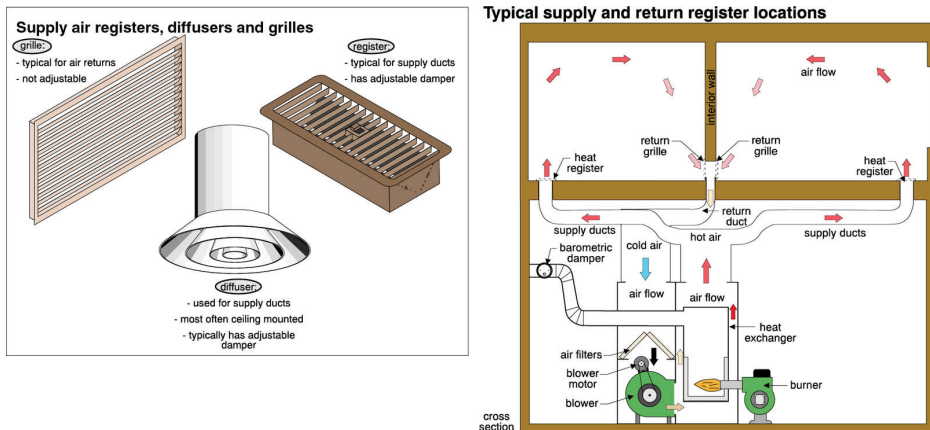 Supply air registers, diffusers and grilles
grille:
- typical for air returns
- not adjustable
register:
- typical for supply ducts
- has adjustable damper
diffuser:
- used for supply ducts
- most often ceiling mounted
- typically has adjustable
damper
Typical supply and return register locations
air flow
interior wall
return
grille
return
grille
heat
register
heat
register
return
duct
supply ducts
cold air
hot air
supply ducts
barometric
damper
air flow
air flow
heat
exchanger
air filters
blower
motor
blower
burner
cross
section